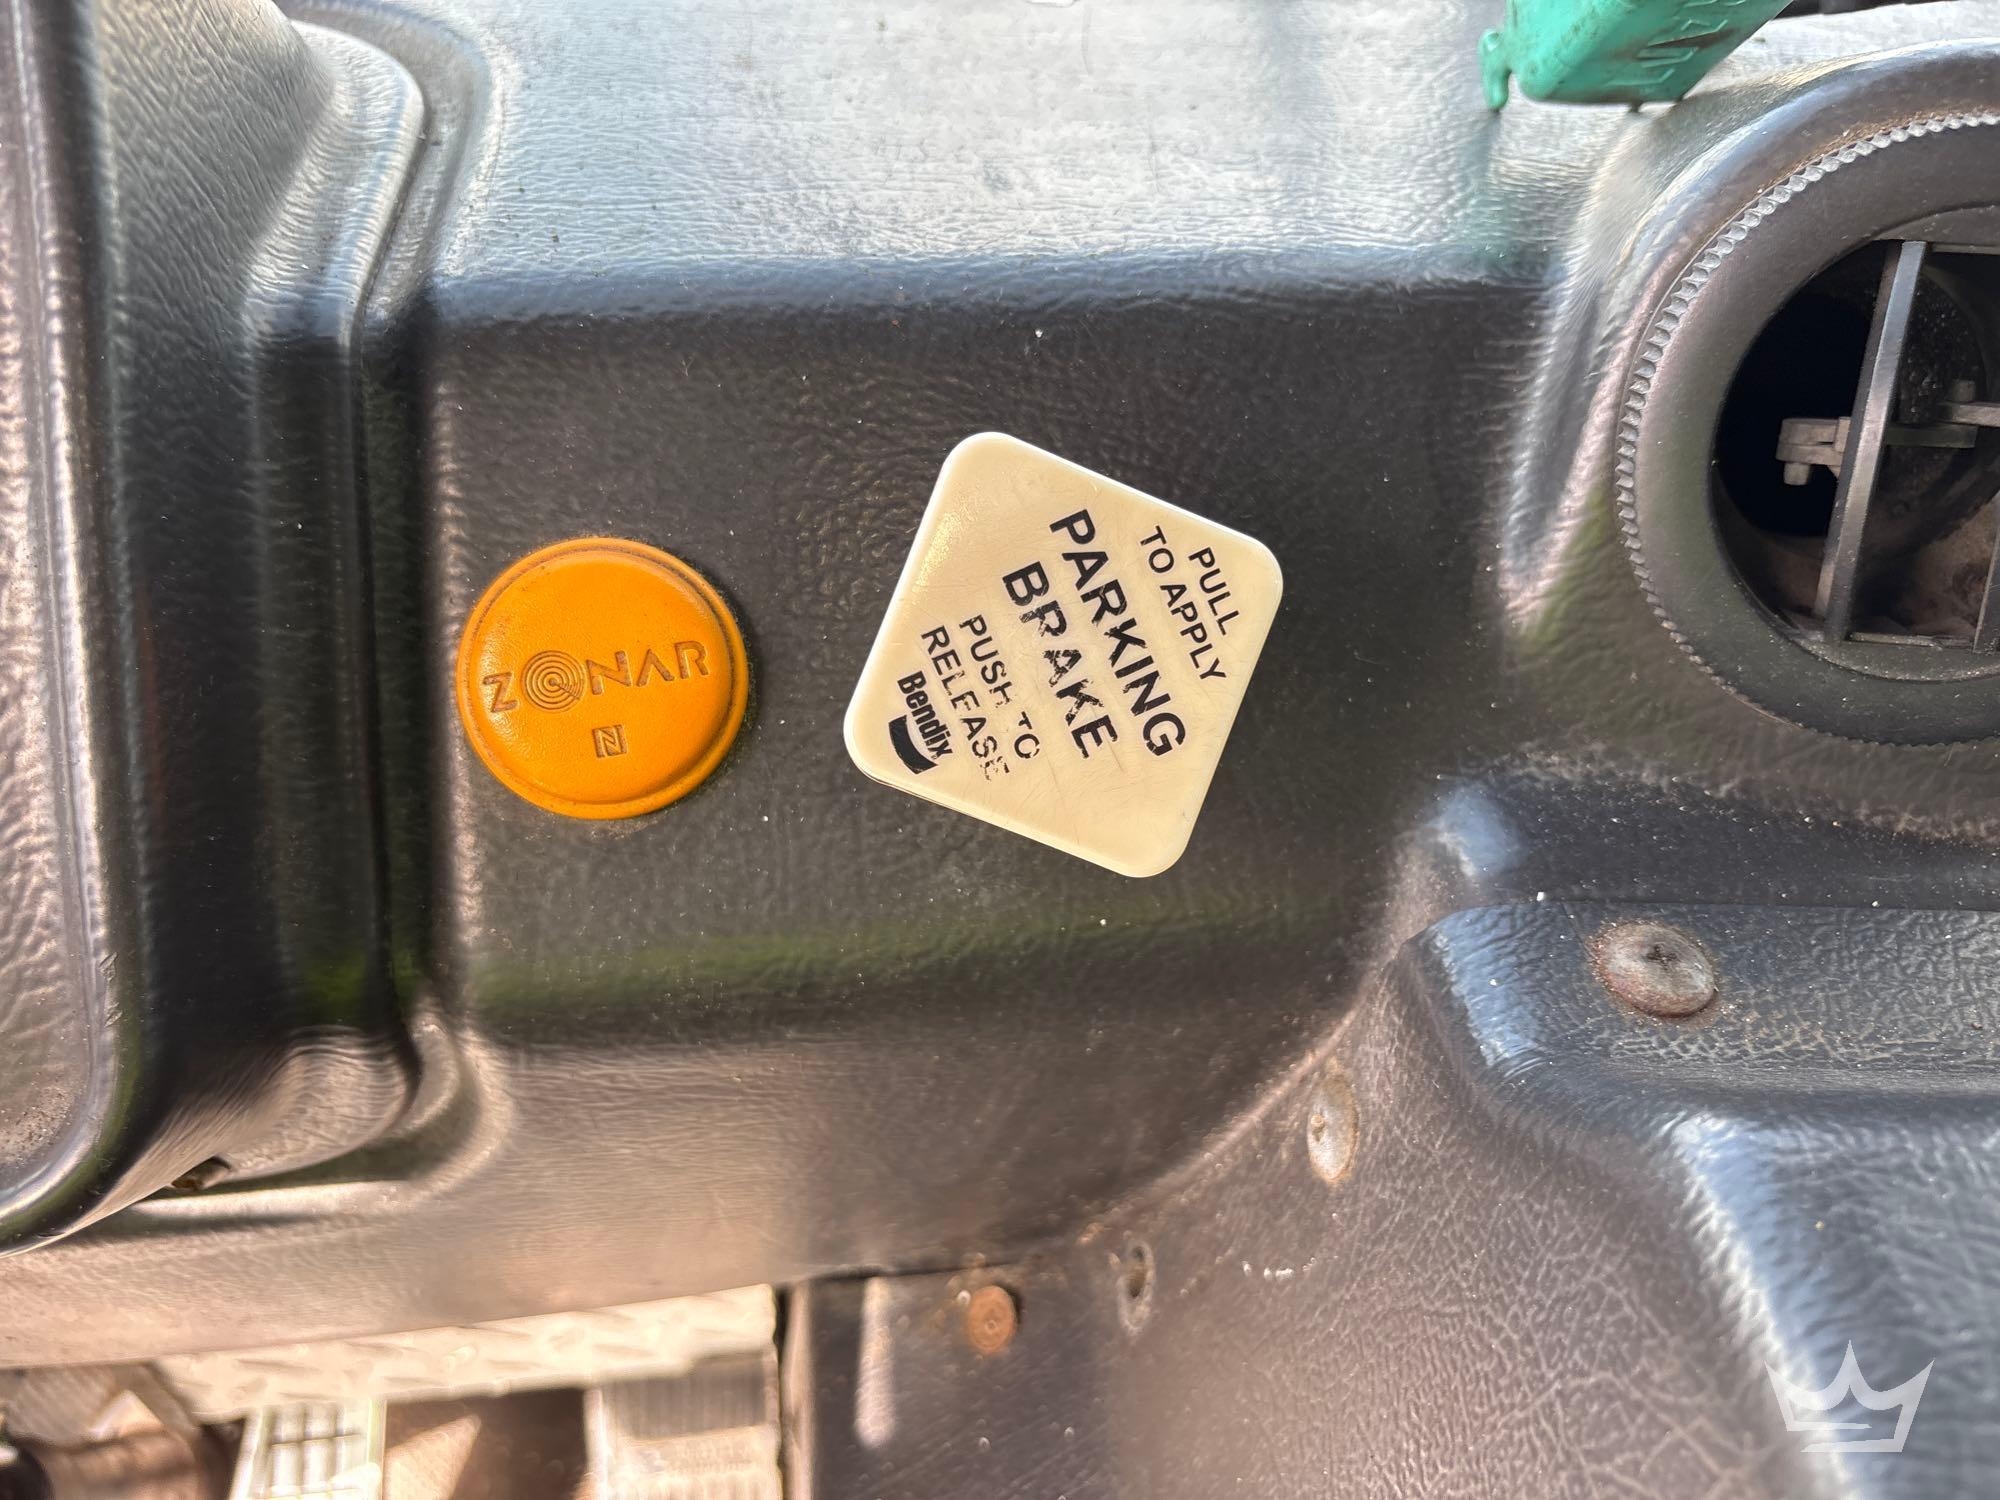 ZONAR
N
PULL
TO APPLY
PARKING
BRAKE
PUSH TO
RELEASE
Bendix